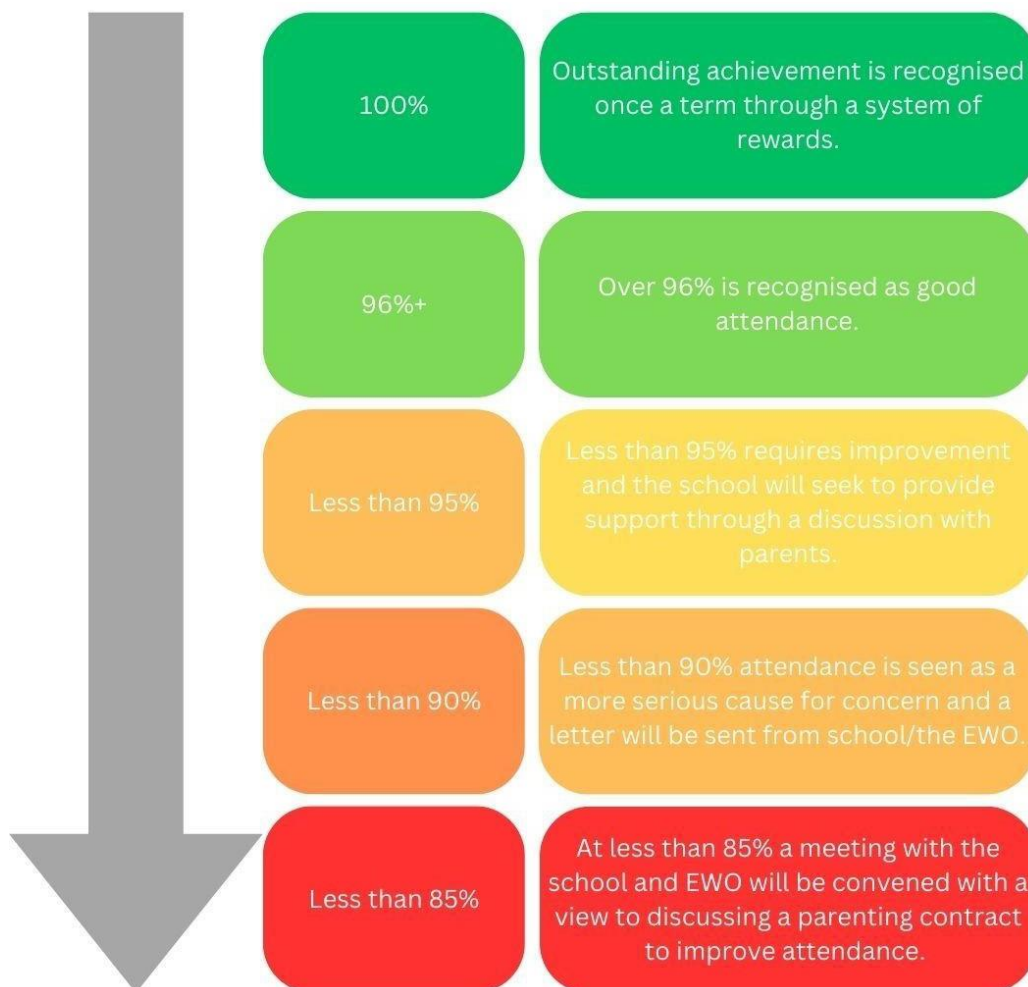 100%
Outstanding achievement is recognised
once a term through a system of
rewards.
96%+
Over 96% is recognised as good
attendance.
Less than 95%
Less than 95% requires improvement
and the school will seek to provide
support through a discussion with
parents.
Less than 90%
Less than 90% attendance is seen as a
more serious cause for concern and a
letter will be sent from school/the EWO.
Less than 85%
At less than 85% a meeting with the
school and EWO will be convened with a
view to discussing a parenting contract
to improve attendance.